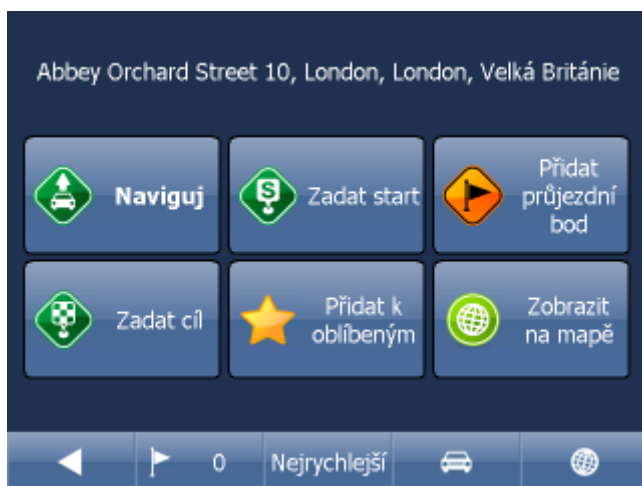 Abbey Orchard Street 10, London, London, Velká Británie
Naviguj
S
Zadat start
Přidat
průjezdní
bod
Zadat cíl
Přidat k
oblíbeným
Zobrazit
na mapě
0
Nejrychlejší